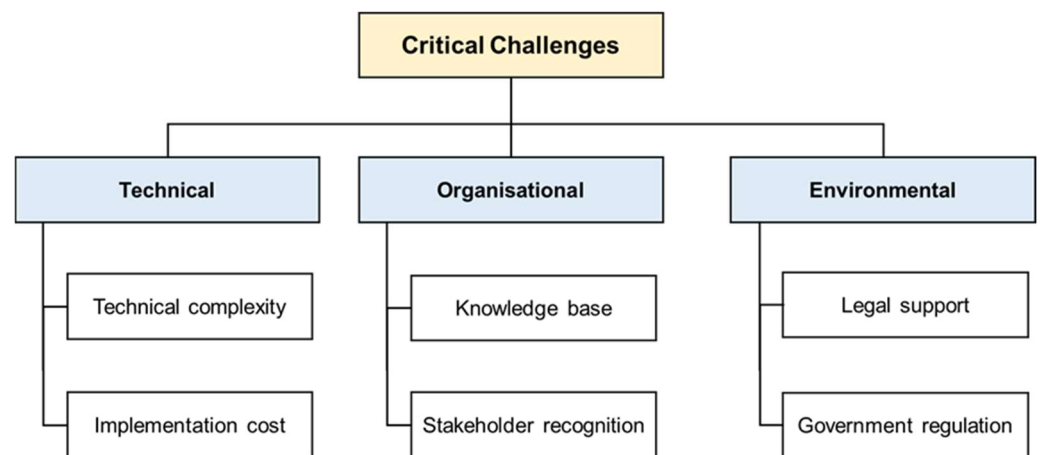 Critical Challenges
Technical
Organisational
Environmental
Technical complexity
Knowledge base
Legal support
Implementation cost
Stakeholder recognition
Government regulation